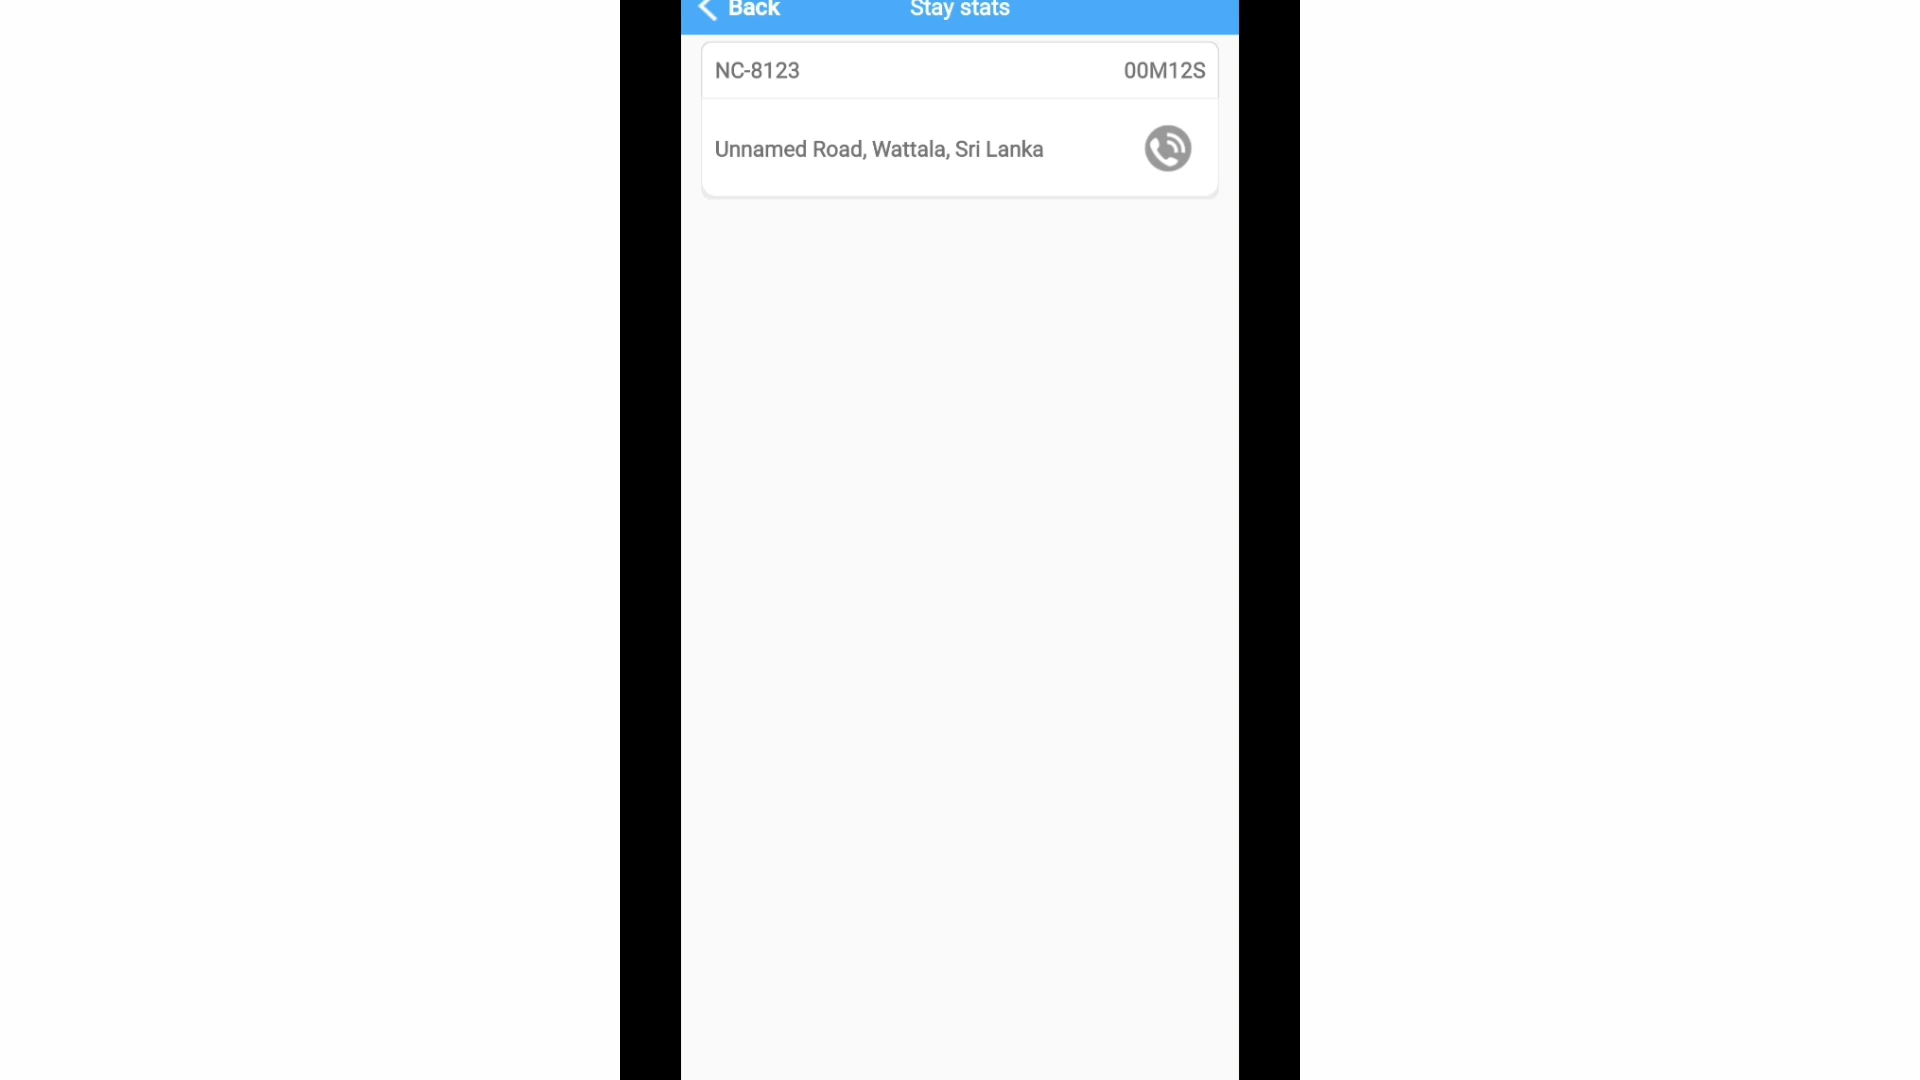 Back
Stay stats
NC-8123
00M12S
Unnamed Road, Wattala, Sri Lanka